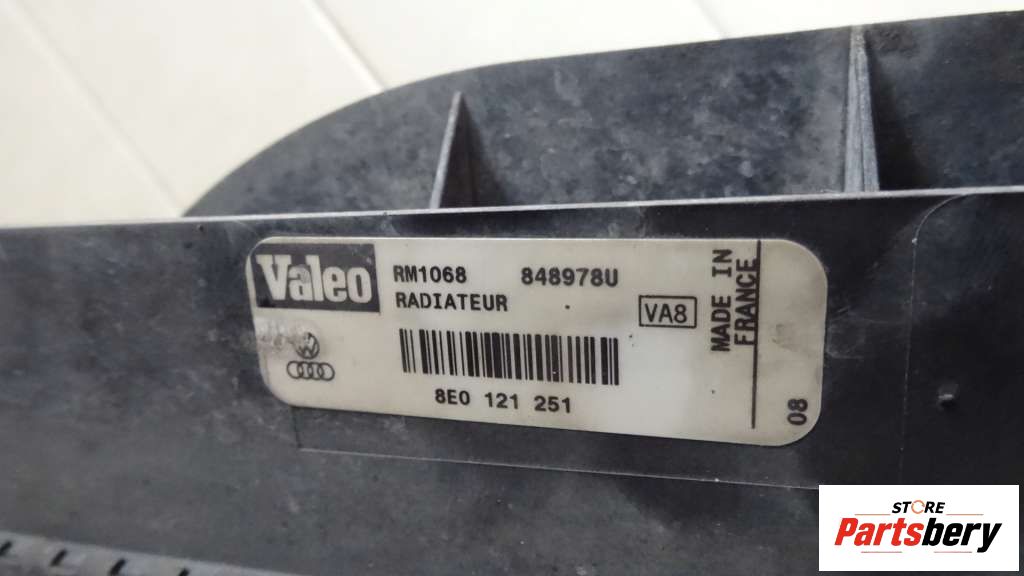 Valeo
RM1068 848978U
RADIATEUR
VA8
8E0 121 251
MADE IN
FRANCE
08
STORE
Partsbery